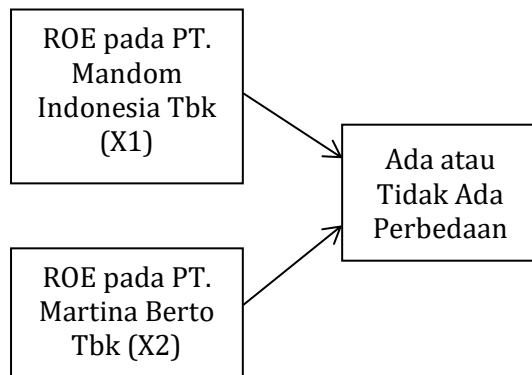 ROE pada PT.
Mandom
Indonesia Tbk
(X1)
Ada atau
Tidak Ada
Perbedaan
ROE pada PT.
Martina Berto
Tbk (X2)